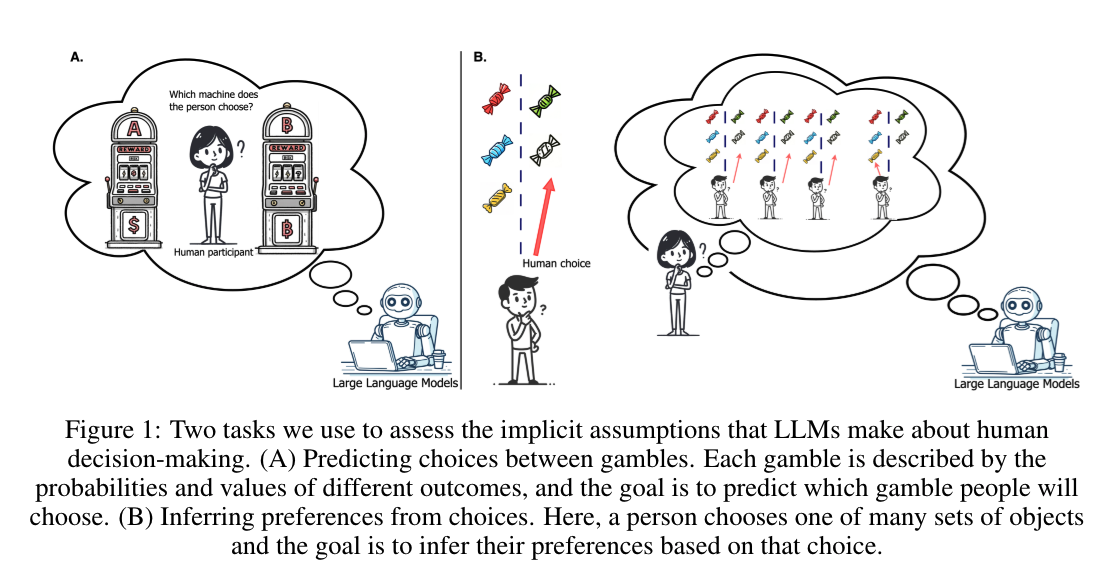 A.
Which machine does
the person choose?
A
REWARD
$
?
B
REWARD
B
Human participant
Large Language Models
B.
Human choice
?
?
Large Language Models
Figure 1: Two tasks we use to assess the implicit assumptions that LLMs make about human
decision-making. (A) Predicting choices between gambles. Each gamble is described by the
probabilities and values of different outcomes, and the goal is to predict which gamble people will
choose. (B) Inferring preferences from choices. Here, a person chooses one of many sets of objects
and the goal is to infer their preferences based on that choice.